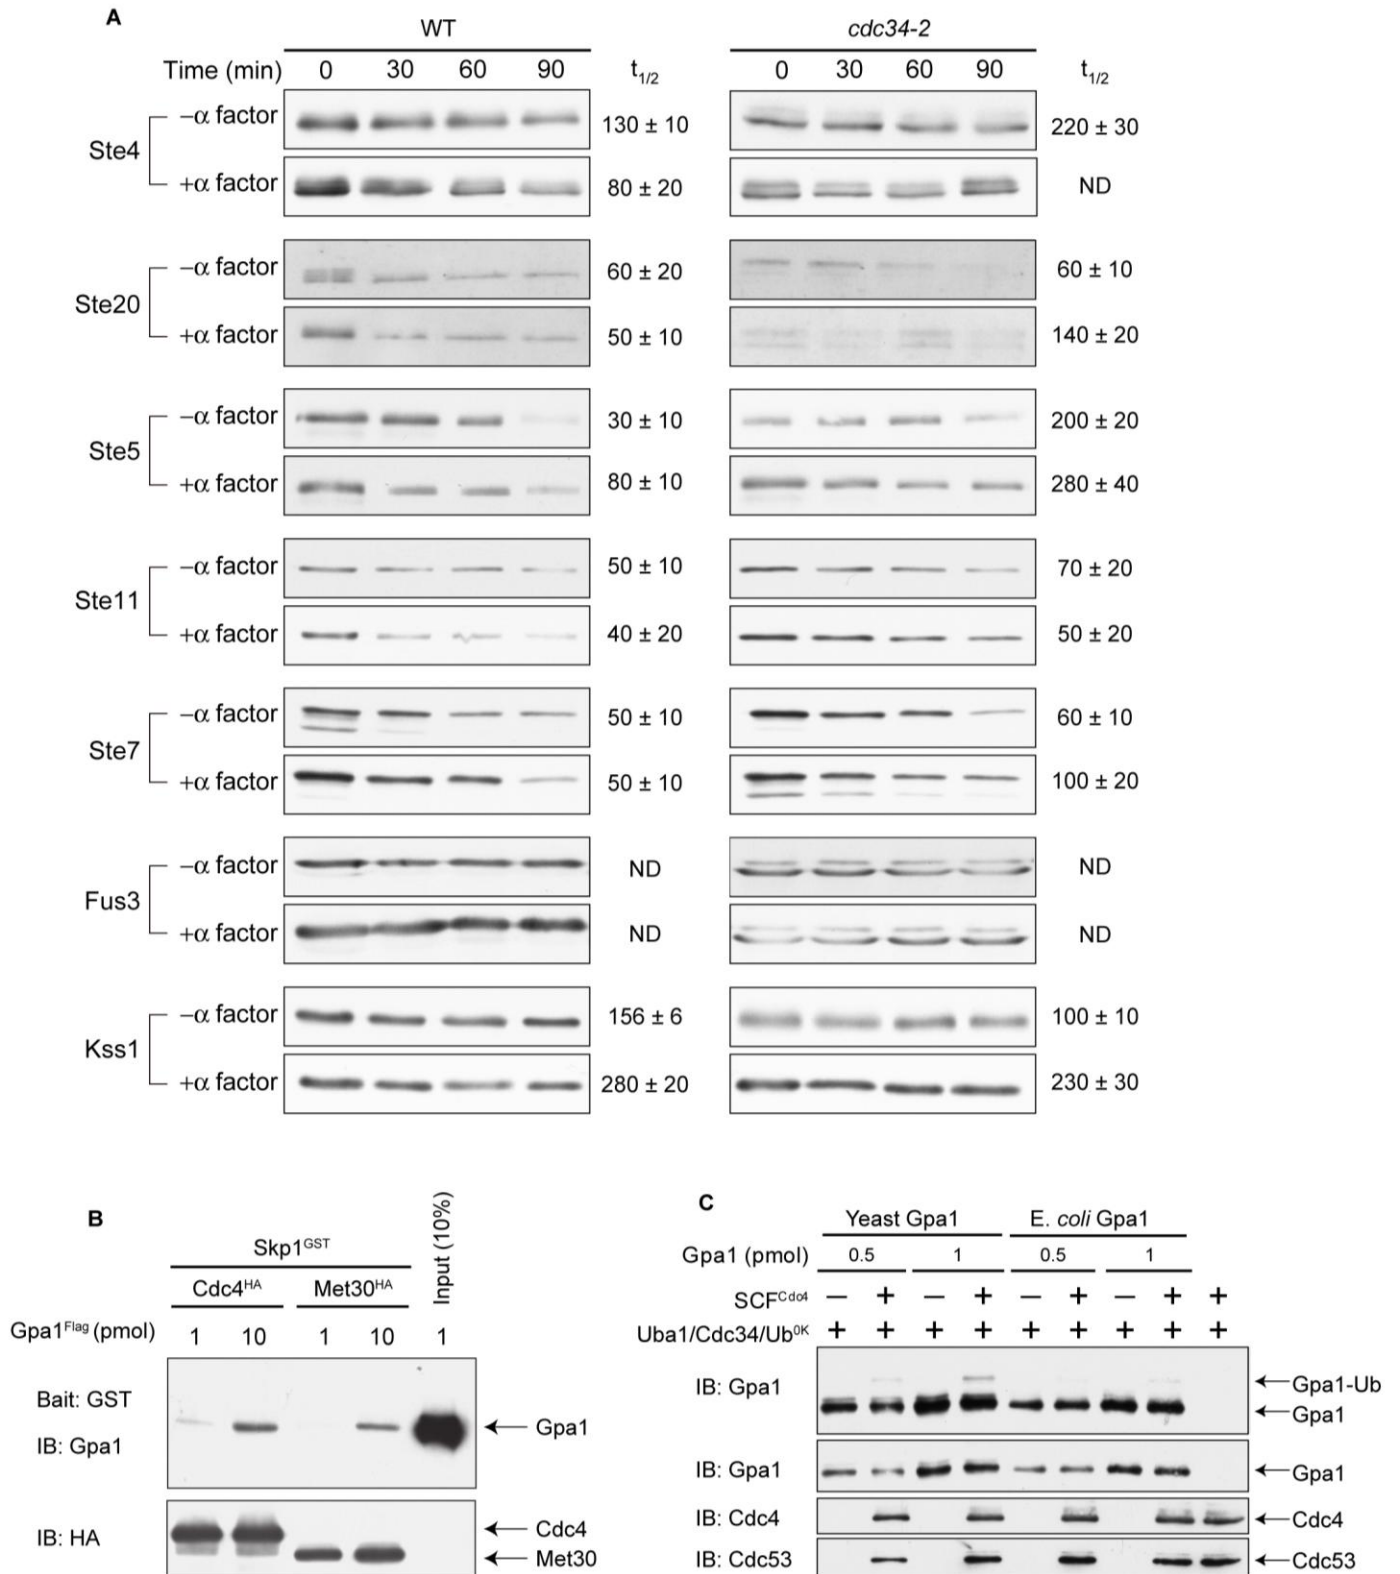 A
WT
cdc34-2
Time (min) 0 30 60 90 t1/2 0 30 60 90 t1/2
Ste4
−α factor 130 ± 10 220 ± 30
+α factor 80 ± 20 ND
Ste20
−α factor 60 ± 20 60 ± 10
+α factor 50 ± 10 140 ± 20
Ste5
−α factor 30 ± 10 200 ± 20
+α factor 80 ± 10 280 ± 40
Ste11
−α factor 50 ± 10 70 ± 20
+α factor 40 ± 20 50 ± 20
Ste7
−α factor 50 ± 10 60 ± 10
+α factor 50 ± 10 100 ± 20
Fus3
−α factor ND ND
+α factor ND ND
Kss1
−α factor 156 ± 6 100 ± 10
+α factor 280 ± 20 230 ± 30
B
Skp1GST
Cdc4HA Met30HA
Input (10%)
Gpa1Flag (pmol) 1 10 1 10 1
Bait: GST
IB: Gpa1
Gpa1
IB: HA
Cdc4
Met30
C
Yeast Gpa1 E. coli Gpa1
Gpa1 (pmol) 0.5 1 0.5 1
SCFCdc4 − + − + − + − + +
Uba1/Cdc34/Ub0K + + + + + + + + +
IB: Gpa1 Gpa1-Ub
Gpa1
IB: Gpa1 Gpa1
IB: Cdc4 Cdc4
IB: Cdc53 Cdc53